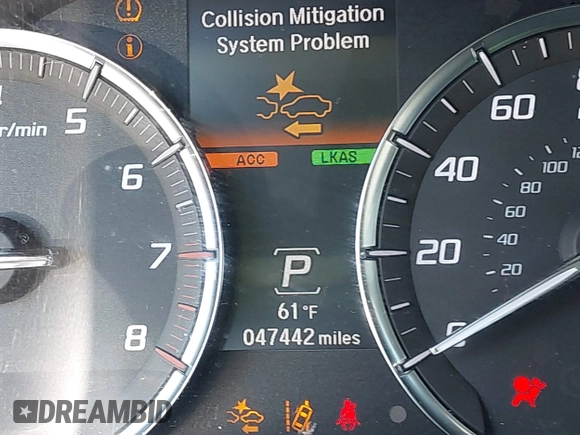 Collision Mitigation
System Problem
ACC
LKAS
r/min
5
6
7
8
P
61°F
047442 miles
0
20
40
60
20
40
60
80
100
DREAMBID